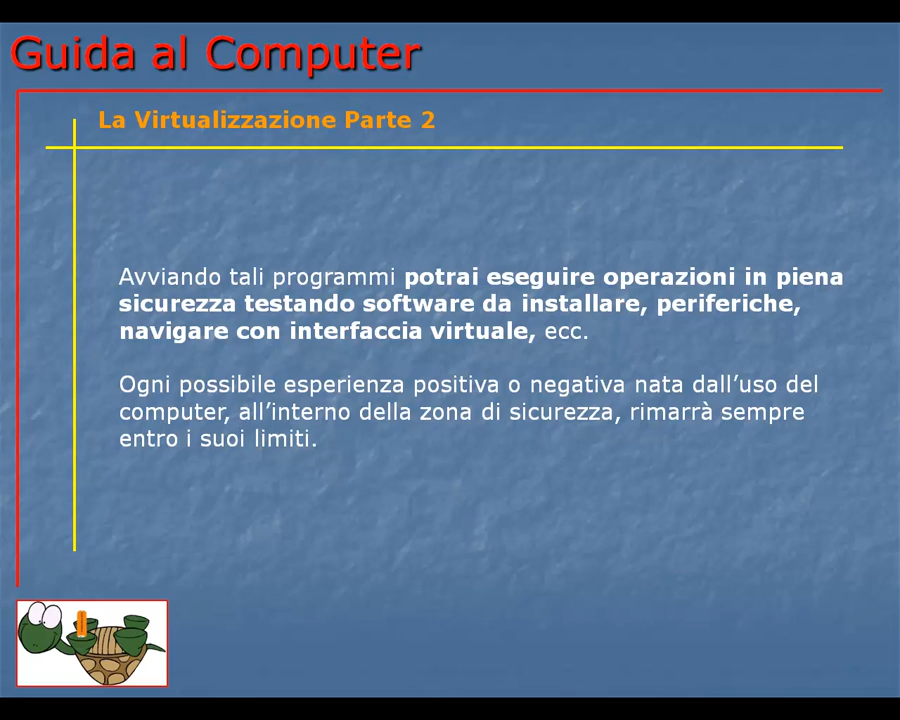 Guida al Computer
La Virtualizzazione Parte 2
Avviando tali programmi potrai eseguire operazioni in piena
sicurezza testando software da installare, periferiche,
navigare con interfaccia virtuale, ecc.
Ogni possibile esperienza positiva o negativa nata dall’uso del
computer, all’interno della zona di sicurezza, rimarrà sempre
entro i suoi limiti.